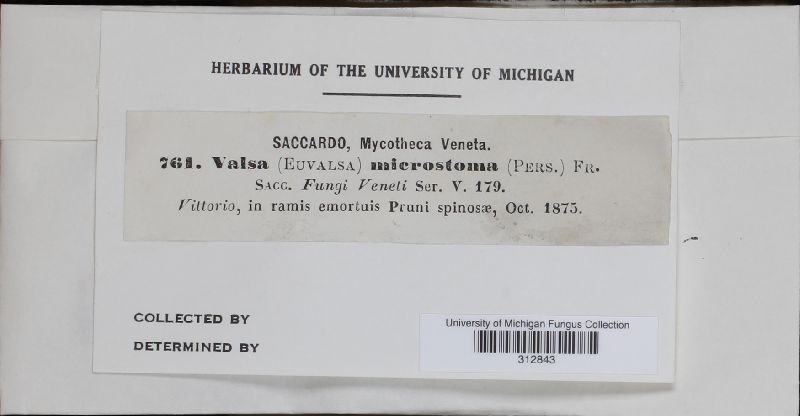 HERBARIUM OF THE UNIVERSITY OF MICHIGAN
SACCARDO, Mycotheca Veneta.
761. Valsa (EUVALSA) microstoma (PERS.) FR.
SACC. Fungi Veneti Ser. V. 179.
Vittorio, in ramis emortuis Pruni spinosæ, Oct. 1875.
COLLECTED BY
DETERMINED BY
University of Michigan Fungus Collection
312843